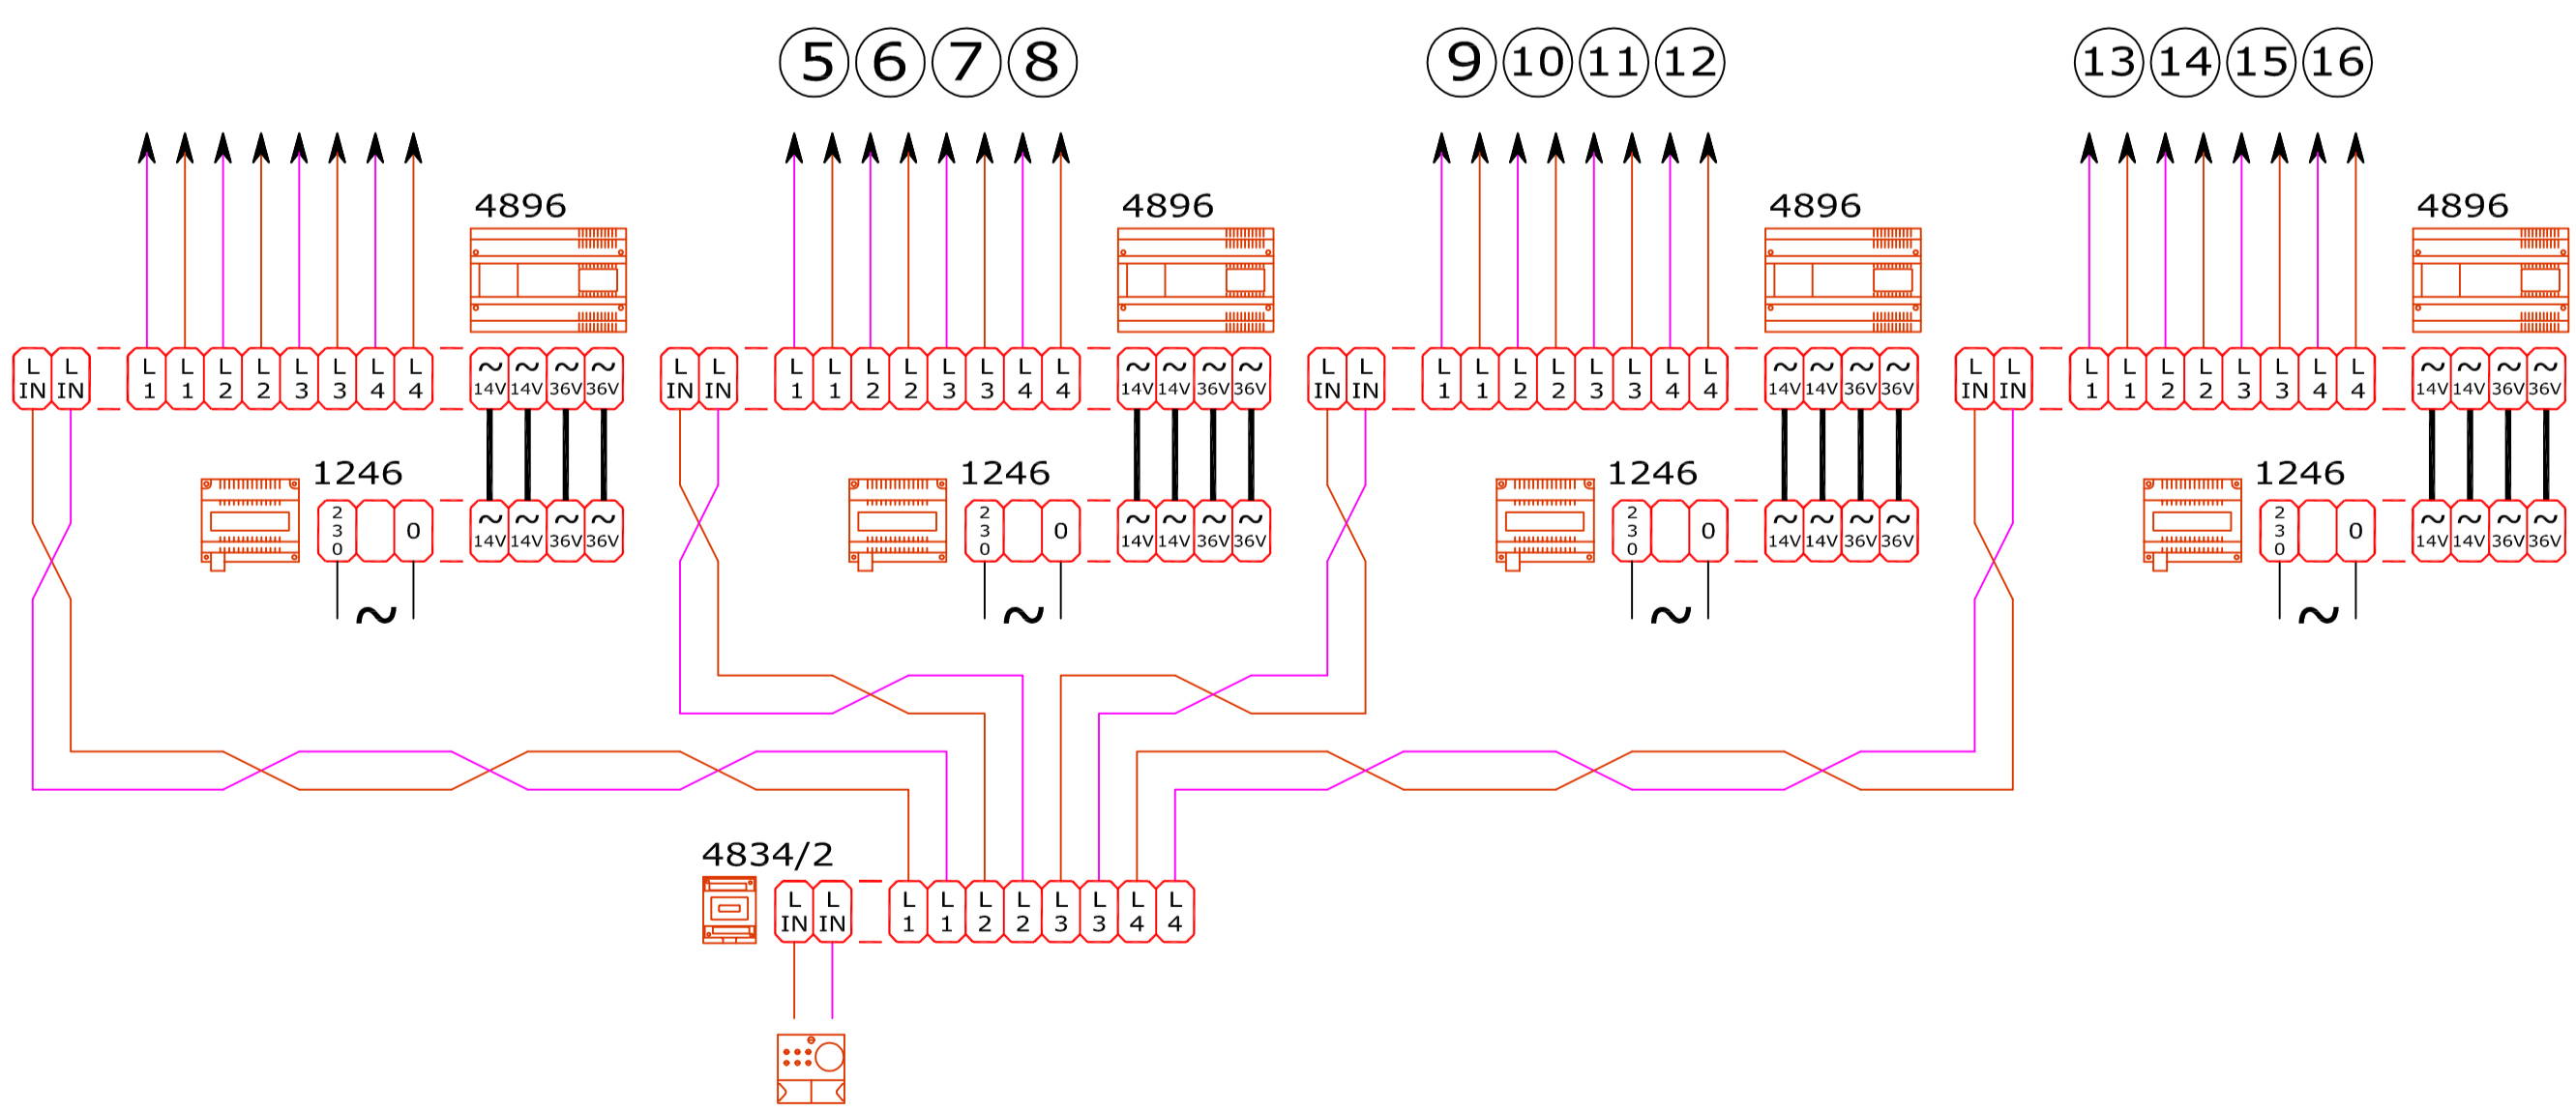 5 6 7 8 9 10 11 12 13 14 15 16
4896 4896 4896 4896
L IN L IN L 1 L 1 L 2 L 2 L 3 L 3 L 4 L 4 ~ 14V ~ 14V ~ 36V ~ 36V
L IN L IN L 1 L 1 L 2 L 2 L 3 L 3 L 4 L 4 ~ 14V ~ 14V ~ 36V ~ 36V
L IN L IN L 1 L 1 L 2 L 2 L 3 L 3 L 4 L 4 ~ 14V ~ 14V ~ 36V ~ 36V
L IN L IN L 1 L 1 L 2 L 2 L 3 L 3 L 4 L 4 ~ 14V ~ 14V ~ 36V ~ 36V
1246 1246 1246 1246
230 0 ~ 14V ~ 14V ~ 36V ~ 36V
230 0 ~ 14V ~ 14V ~ 36V ~ 36V
230 0 ~ 14V ~ 14V ~ 36V ~ 36V
230 0 ~ 14V ~ 14V ~ 36V ~ 36V
~ ~ ~ ~
4834/2
L IN L IN L 1 L 1 L 2 L 2 L 3 L 3 L 4 L 4